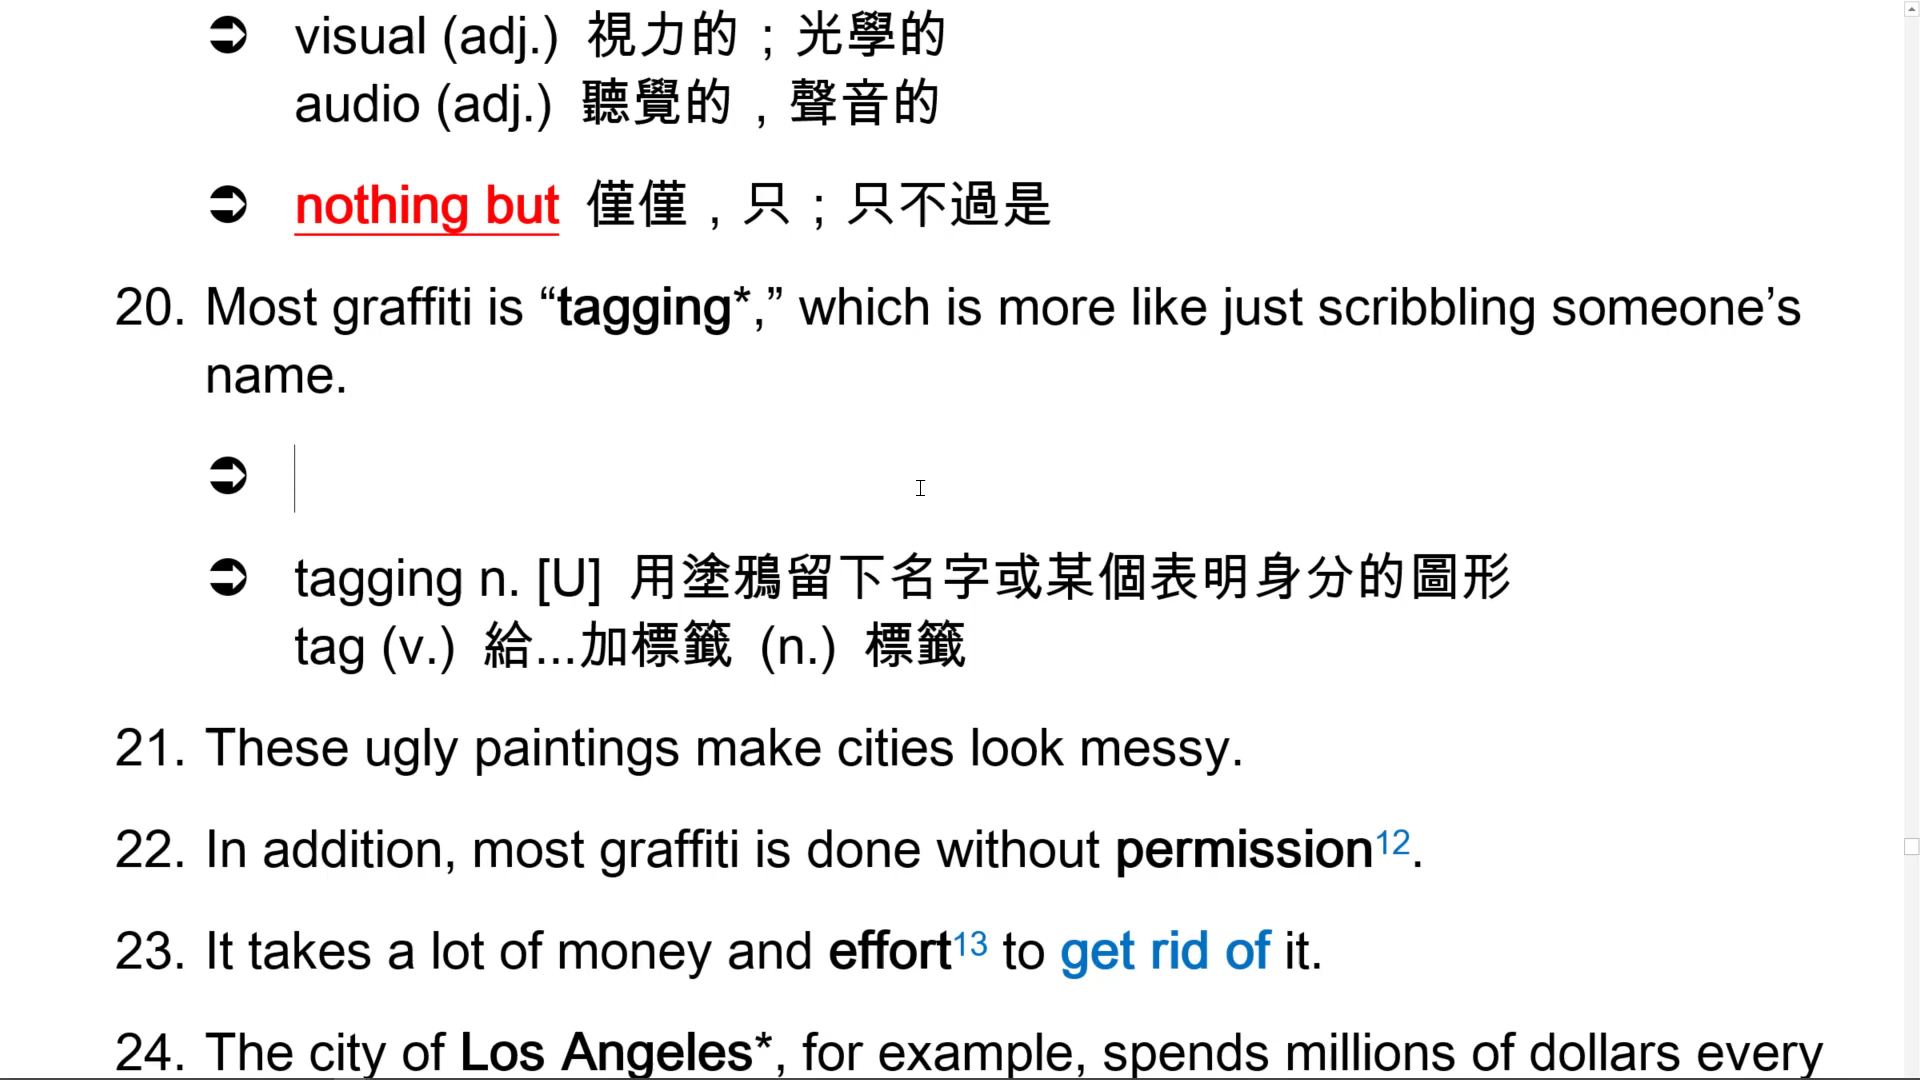 ➲ visual (adj.) 視力的；光學的
audio (adj.) 聽覺的，聲音的
➲ nothing but 僅僅，只；只不過是
20. Most graffiti is “tagging*,” which is more like just scribbling someone’s
name.
➲
➲ tagging n. [U] 用塗鴉留下名字或某個表明身分的圖形
tag (v.) 給...加標籤 (n.) 標籤
21. These ugly paintings make cities look messy.
22. In addition, most graffiti is done without permission12.
23. It takes a lot of money and effort13 to get rid of it.
24. The city of Los Angeles*, for example, spends millions of dollars every